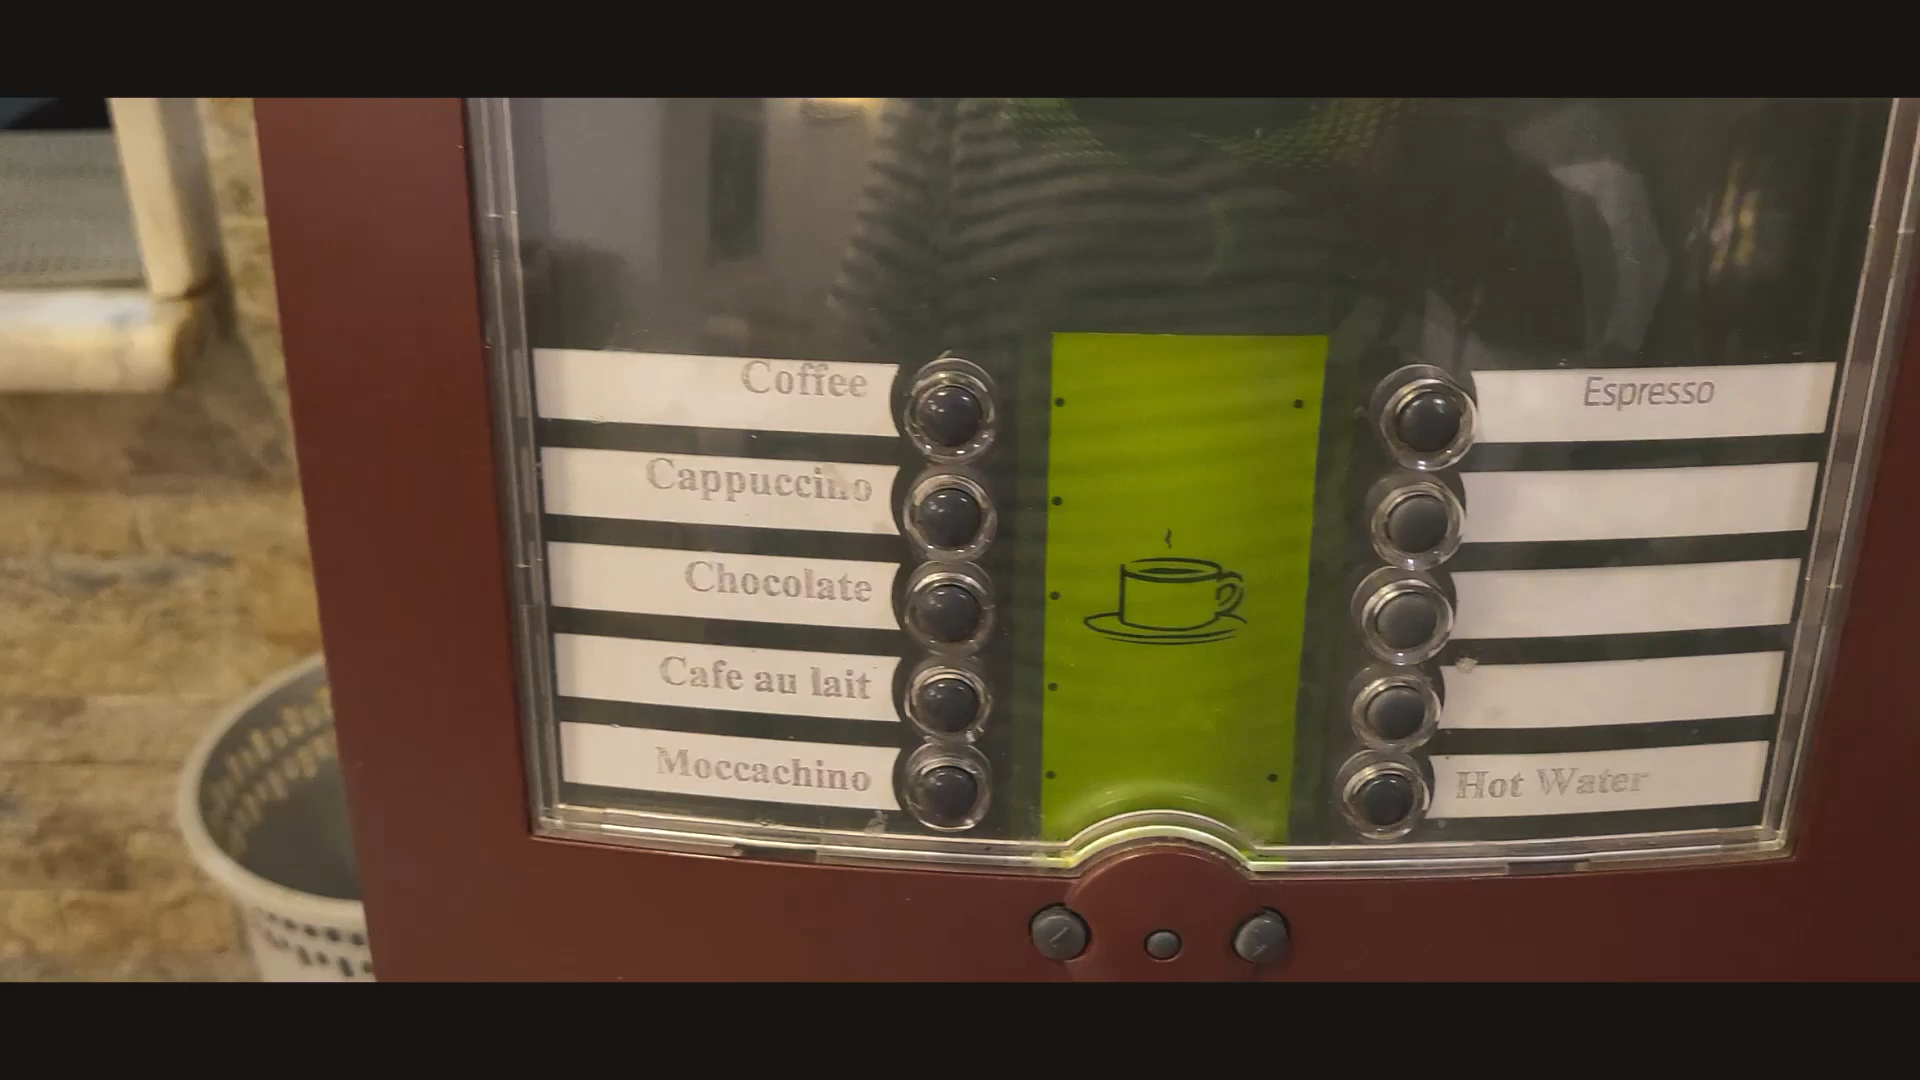 Coffee
Espresso
Cappuccino
Chocolate
Cafe au lait
Moccachino
Hot Water